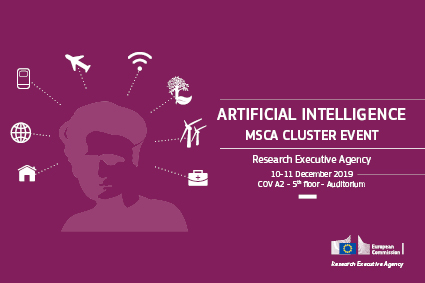 ARTIFICIAL INTELLIGENCE
MSCA CLUSTER EVENT
Research Executive Agency
10-11 December 2019
COV A2 - 5th floor - Auditorium
European
Commission
Research Executive Agency